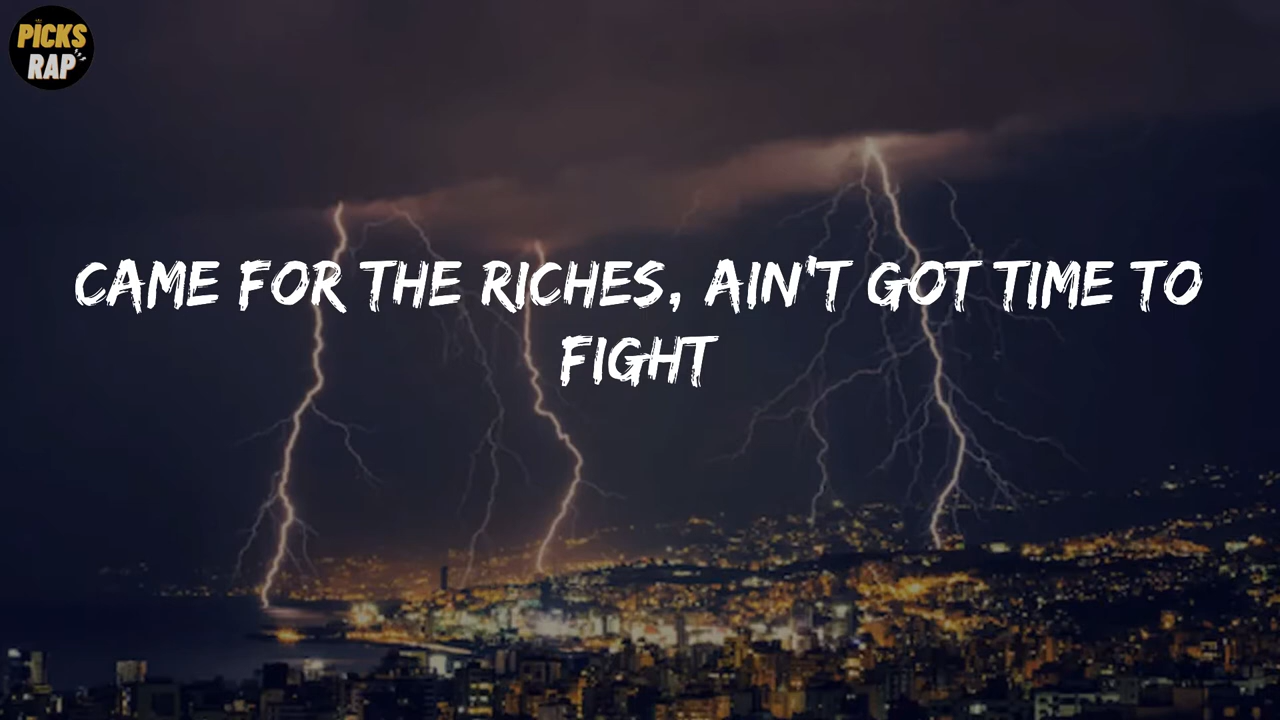 PICKS
RAP
CAME FOR THE RICHES, AIN'T GOT TIME TO
FIGHT